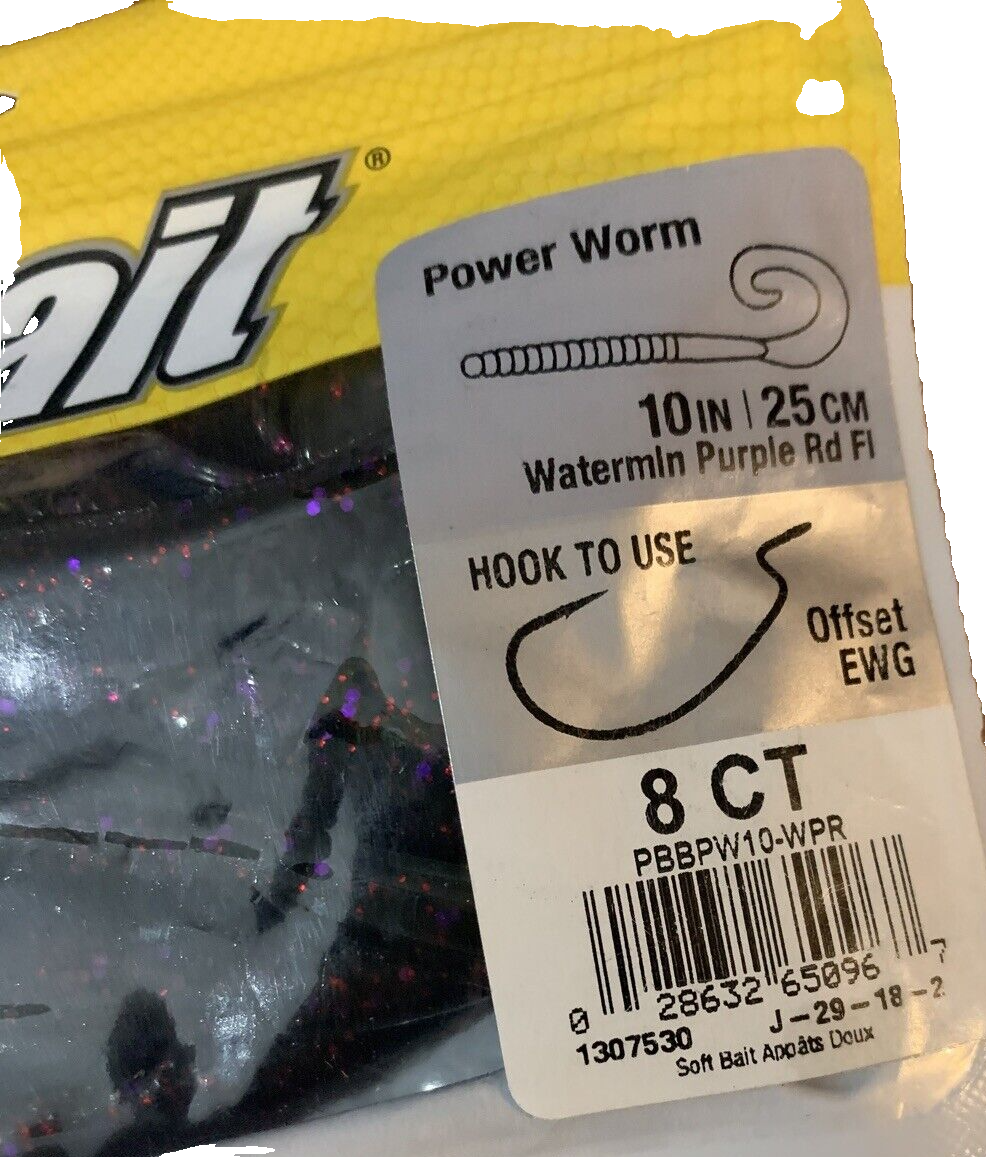 ait®
Power Worm
10IN | 25CM
Watermln Purple Rd Fl
HOOK TO USE
Offset
EWG
8 CT
PBBPW10-WPR
0 28632 65096 7
1307530 J-29-18-2
Soft Bait Appâts Doux